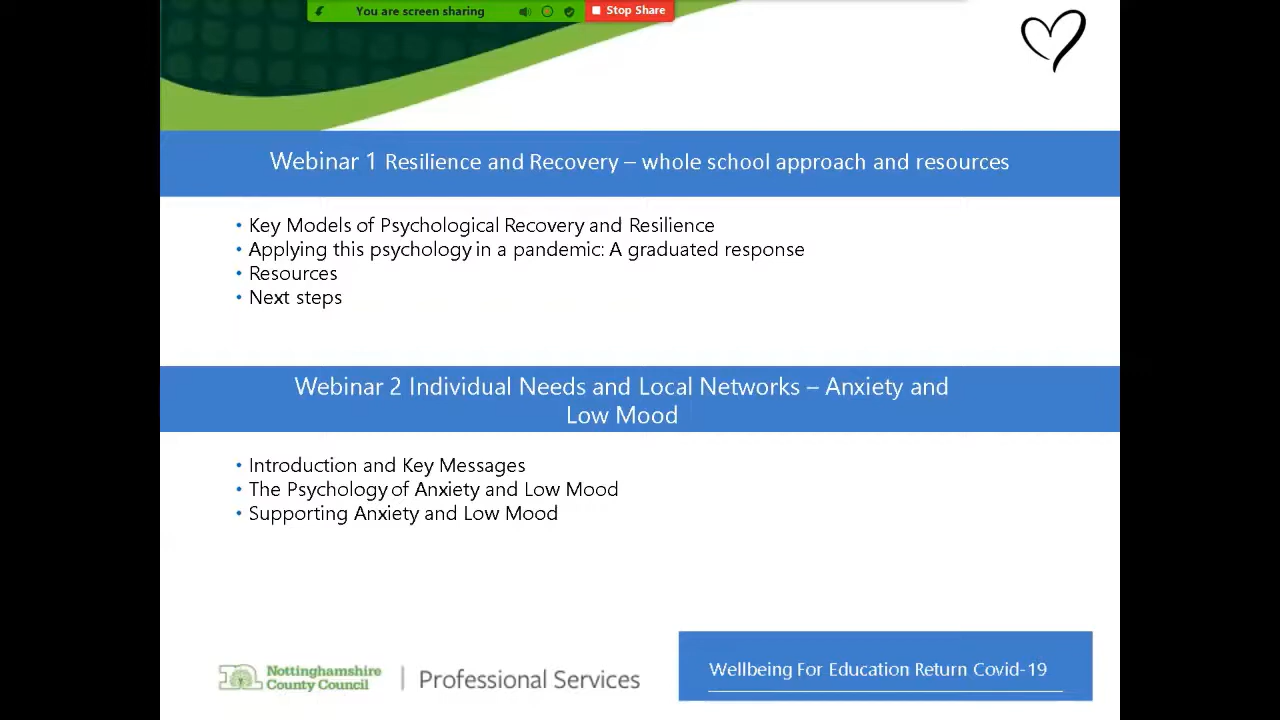 You are screen sharing
Stop Share
Webinar 1 Resilience and Recovery – whole school approach and resources
• Key Models of Psychological Recovery and Resilience
• Applying this psychology in a pandemic: A graduated response
• Resources
• Next steps
Webinar 2 Individual Needs and Local Networks – Anxiety and
Low Mood
• Introduction and Key Messages
• The Psychology of Anxiety and Low Mood
• Supporting Anxiety and Low Mood
Nottinghamshire
County Council
Professional Services
Wellbeing For Education Return Covid-19